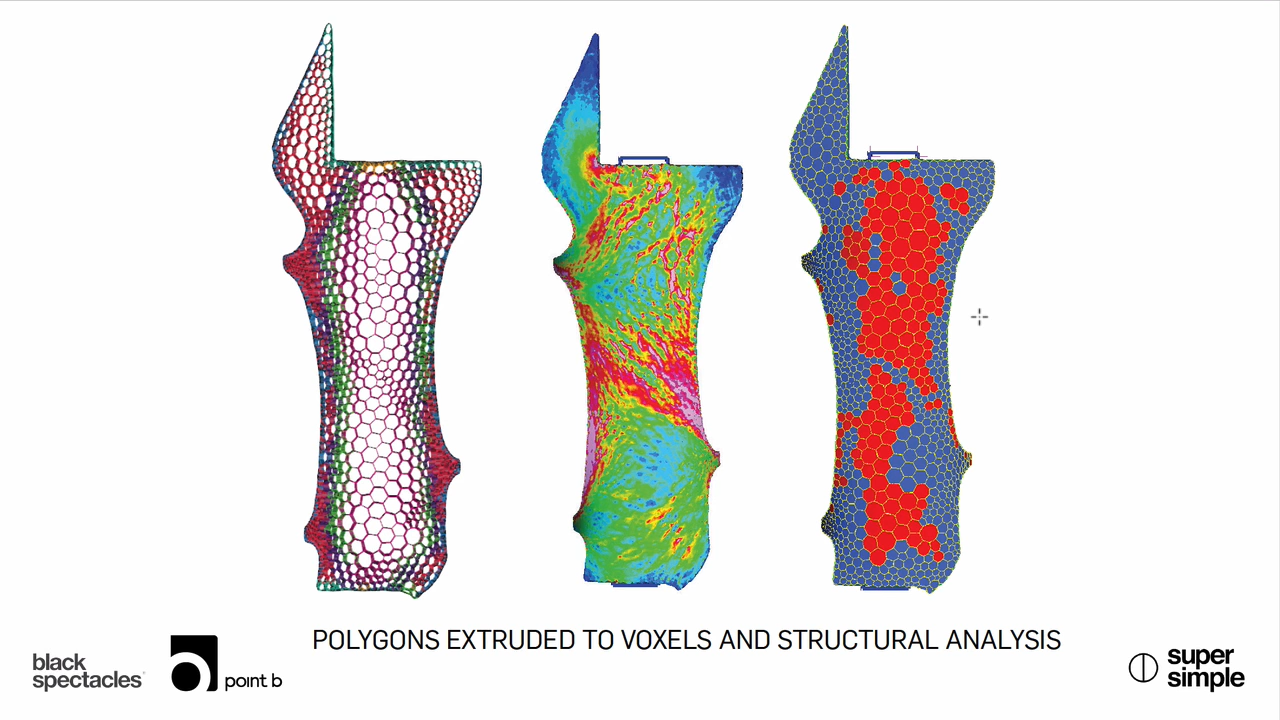 POLYGONS EXTRUDED TO VOXELS AND STRUCTURAL ANALYSIS
black
spectacles
point b
super
simple